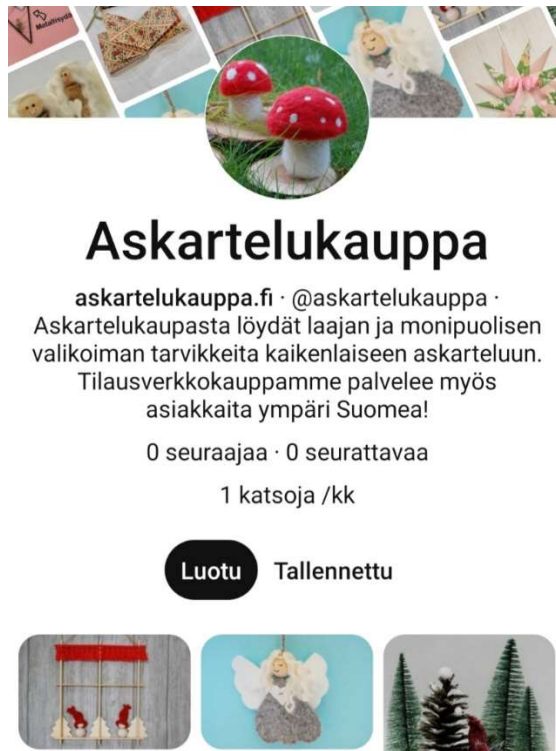 Metallisydä
Askartelukauppa
askartelukauppa.fi · @askartelukauppa ·
Askartelukaupasta löydät laajan ja monipuolisen
valikoiman tarvikkeita kaikenlaiseen askarteluun.
Tilausverkkokauppamme palvelee myös
asiakkaita ympäri Suomea!
0 seuraajaa · 0 seurattavaa
1 katsoja /kk
Luotu
Tallennettu